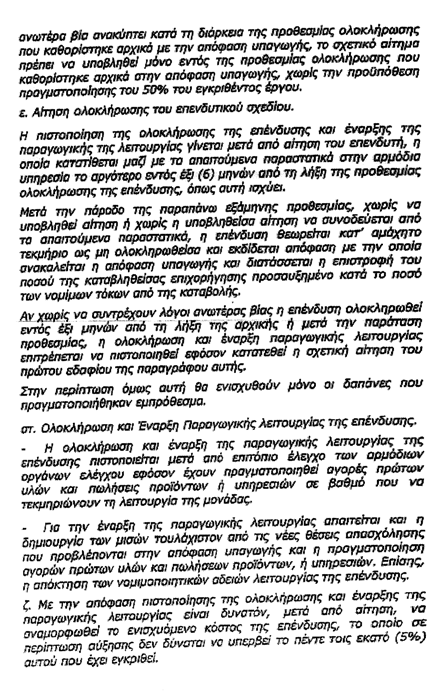 ανωτέρα βία ανακύπτει κατά τη διάρκεια της προθεσμίας ολοκλήρωσης
που καθορίστηκε αρχικά με την απόφαση υπαγωγής, το σχετικό αίτημα
πρέπει να υποβληθεί μόνο εντός της προθεσμίας ολοκλήρωσης που
καθορίστηκε αρχικά στην απόφαση υπαγωγής, χωρίς την προϋπόθεση
πραγματοποίησης του 50% του εγκριθέντος έργου.
ε. Αίτηση ολοκλήρωσης του επενδυτικού σχεδίου.
Η πιστοποίηση της ολοκλήρωσης της επένδυσης και έναρξης της
παραγωγικής της λειτουργίας γίνεται μετά από αίτηση του επενδυτή, η
οποία κατατίθεται μαζί με τα απαιτούμενα παραστατικά στην αρμόδια
υπηρεσία το αργότερο εντός έξι (6) μηνών από τη λήξη της προθεσμίας
ολοκλήρωσης της επένδυσης, όπως αυτή ισχύει.
Μετά την πάροδο της παραπάνω εξάμηνης προθεσμίας, χωρίς να
υποβληθεί αίτηση ή χωρίς η υποβληθείσα αίτηση να συνοδεύεται από
τα απαιτούμενα παραστατικά, η επένδυση θεωρείται κατ' αμάχητο
τεκμήριο ως μη ολοκληρωθείσα και εκδίδεται απόφαση με την οποία
ανακαλείται η απόφαση υπαγωγής και διατάσσεται η επιστροφή του
ποσού της καταβληθείσας επιχορήγησης προσαυξημένο κατά το ποσό
των νομίμων τόκων από της καταβολής.
Αν χωρίς να συντρέχουν λόγοι ανωτέρας βίας η επένδυση ολοκληρωθεί
εντός έξι μηνών από τη λήξη της αρχικής ή μετά την παράταση
προθεσμίας, η ολοκλήρωση και έναρξη παραγωγικής λειτουργίας
επιτρέπεται να πιστοποιηθεί εφόσον κατατεθεί η σχετική αίτηση του
πρώτου εδαφίου της παραγράφου αυτής.
Στην περίπτωση όμως αυτή θα ενισχυθούν μόνο οι δαπάνες που
πραγματοποιήθηκαν εμπρόθεσμα.
στ. Ολοκλήρωση και Έναρξη Παραγωγικής λειτουργίας της επένδυσης.
- Η ολοκλήρωση και έναρξη της παραγωγικής λειτουργίας της
επένδυσης πιστοποιείται μετά από επιτόπιο έλεγχο των αρμόδιων
οργάνων ελέγχου εφόσον έχουν πραγματοποιηθεί αγορές πρώτων
υλών και πωλήσεις προϊόντων ή υπηρεσιών σε βαθμό που να
τεκμηριώνουν τη λειτουργία της μονάδας.
- Για την έναρξη της παραγωγικής λειτουργίας απαιτείται και η
δημιουργία των μισών τουλάχιστον από τις νέες θέσεις απασχόλησης
που προβλέπονται στην απόφαση υπαγωγής και η πραγματοποίηση
αγορών πρώτων υλών και πωλήσεων προϊόντων, ή υπηρεσιών. Επίσης,
η απόκτηση των νομιμοποιητικών αδειών λειτουργίας της επένδυσης.
ζ. Με την απόφαση πιστοποίησης της ολοκλήρωσης και έναρξης της
παραγωγικής λειτουργίας είναι δυνατόν, μετά από αίτηση, να
αναμορφωθεί το ενισχυόμενο κόστος της επένδυσης, το οποίο σε
περίπτωση αύξησης δεν δύναται να υπερβεί το πέντε τοις εκατό (5%)
αυτού που έχει εγκριθεί.